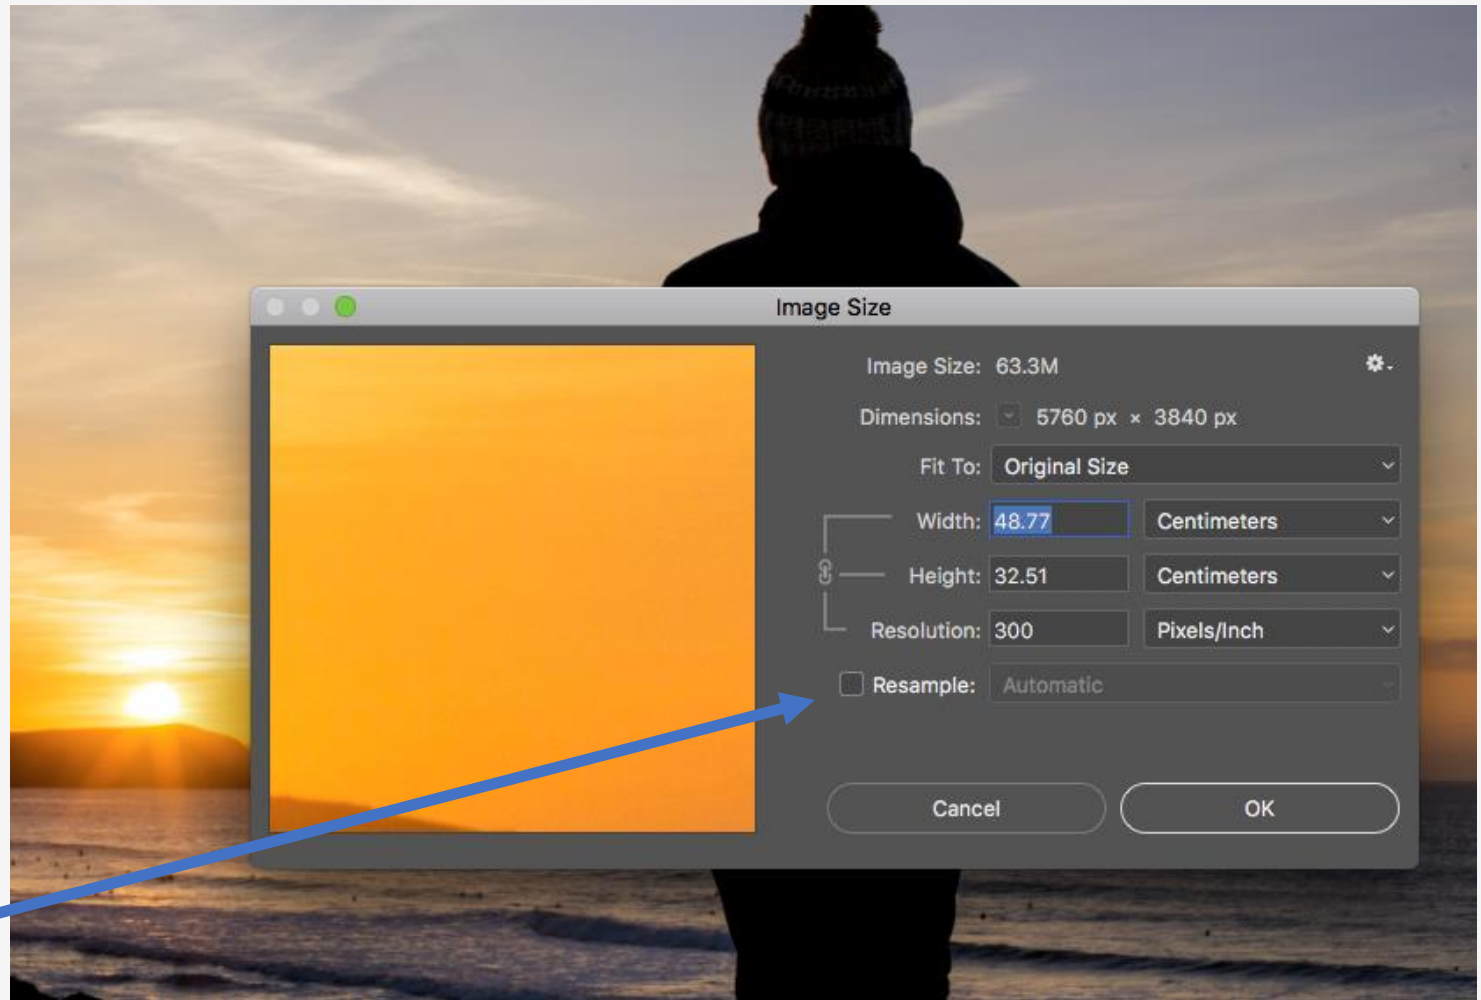 Image Size
Image Size: 63.3M
Dimensions: 5760 px × 3840 px
Fit To: Original Size
Width: 48.77 Centimeters
Height: 32.51 Centimeters
Resolution: 300 Pixels/Inch
Resample: Automatic
Cancel OK